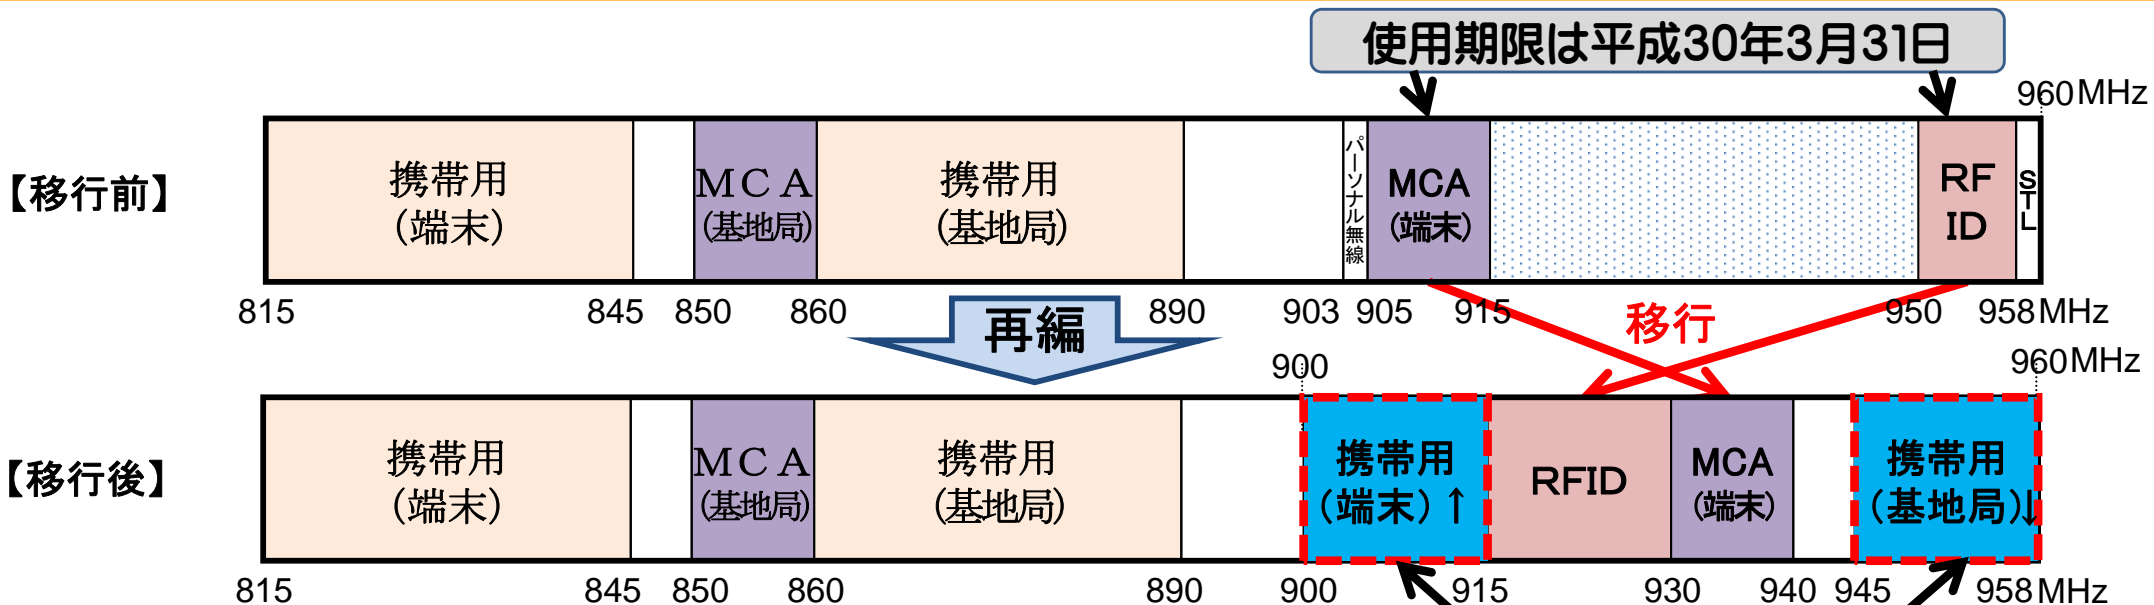 使用期限は平成30年3月31日
960MHz
【移行前】
携帯用
(端末)
MCA
(基地局)
携帯用
(基地局)
パーソナル無線
MCA
(端末)
RF
ID
STL
815
845
850
860
890
903
905
915
950
958MHz
再編
移行
900
960MHz
【移行後】
携帯用
(端末)
MCA
(基地局)
携帯用
(基地局)
携帯用
(端末)↑
RFID
MCA
(端末)
携帯用
(基地局)↓
815
845
850
860
890
900
915
930
940
945
958MHz